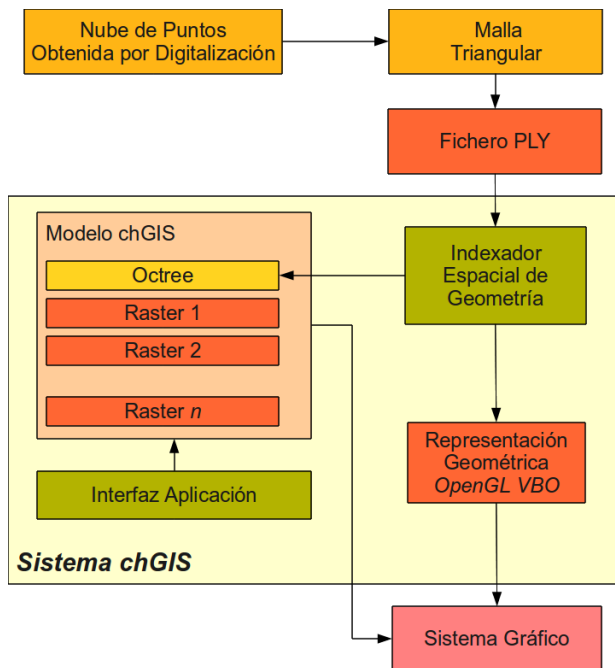 Nube de Puntos
Obtenida por Digitalización
Malla
Triangular
Fichero PLY
Modelo chGIS
Octree
Raster 1
Raster 2
Raster n
Interfaz Aplicación
Indexador
Espacial de
Geometría
Representación
Geométrica
OpenGL VBO
Sistema chGIS
Sistema Gráfico